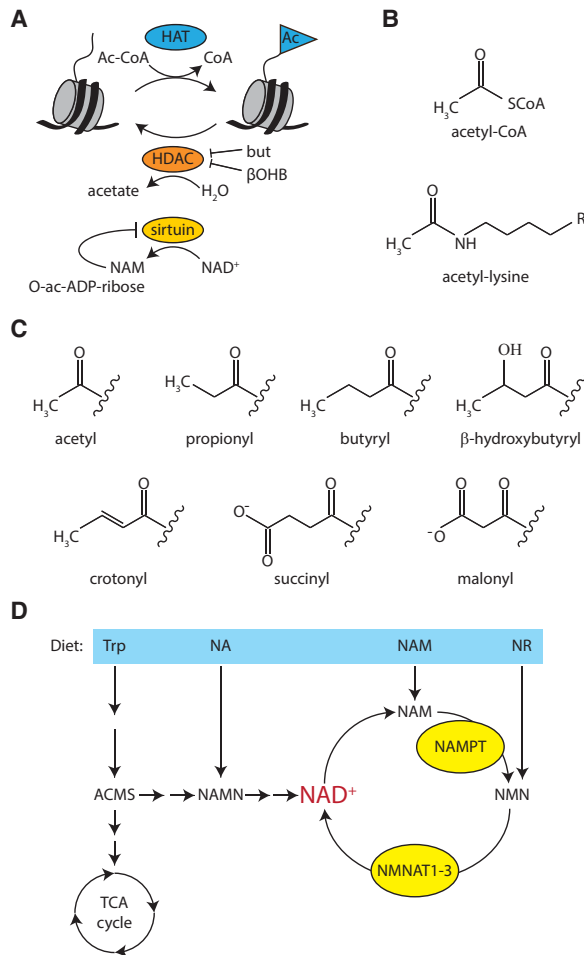 A
HAT
Ac-CoA
CoA
Ac
HDAC
but
βOHB
acetate
H₂O
sirtuin
NAM
NAD⁺
O-ac-ADP-ribose
B
O
H₃C
SCoA
acetyl-CoA
O
H₃C
NH
R
acetyl-lysine
C
O
H₃C
acetyl
O
H₃C
propionyl
O
H₃C
butyryl
OH
O
H₃C
β-hydroxybutyryl
O
H₃C
crotonyl
O⁻
O
O
succinyl
O
O
⁻O
malonyl
D
Diet: Trp NA NAM NR
NAM
NAMPT
ACMS
NAMN
NAD⁺
NMN
NMNAT1-3
TCA
cycle